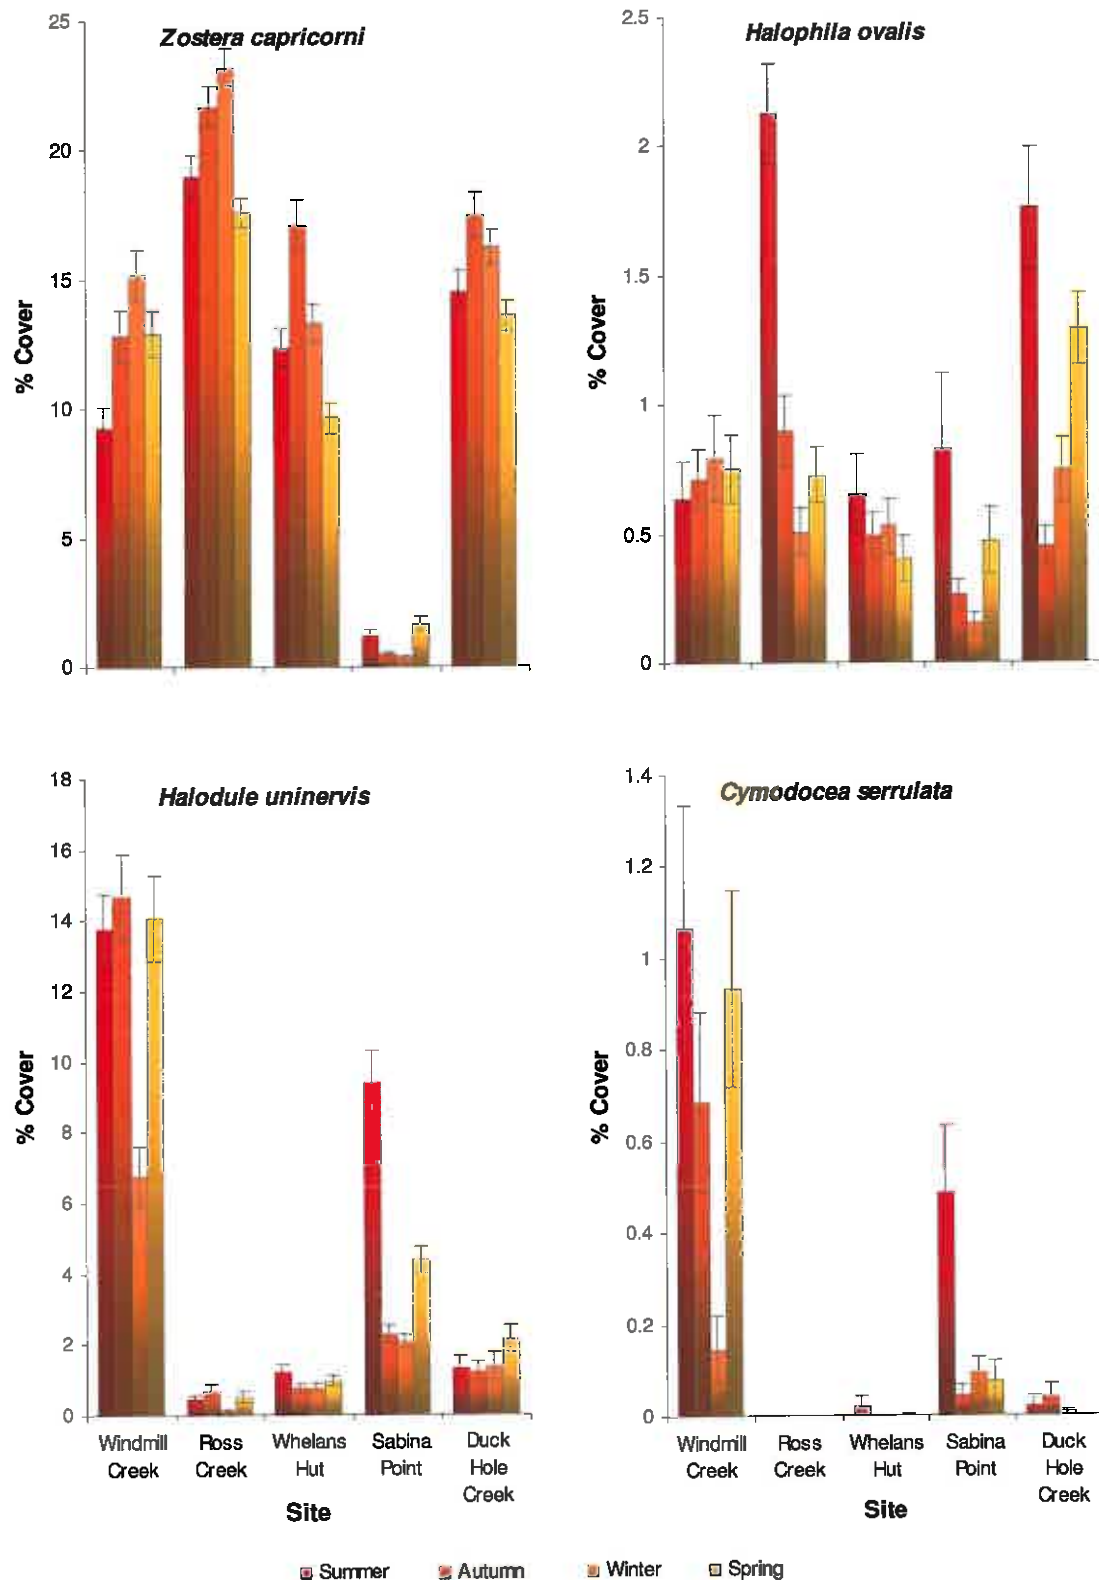 Zostera capricorni
25
20
15
10
5
0
% Cover
Halophila ovalis
2.5
2
1.5
1
0.5
0
% Cover
Halodule uninervis
18
16
14
12
10
8
6
4
2
0
% Cover
Windmill Creek
Ross Creek
Whelans Hut
Sabina Point
Duck Hole Creek
Site
Cymodocea serrulata
1.4
1.2
1
0.8
0.6
0.4
0.2
0
% Cover
Windmill Creek
Ross Creek
Whelans Hut
Sabina Point
Duck Hole Creek
Site
Summer Autumn Winter Spring